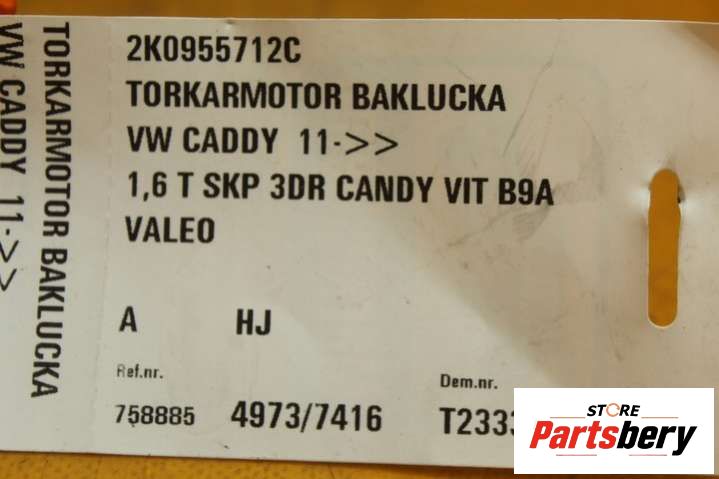 TORKARMOTOR BAKLUCKA
VW CADDY 11->>
2K0955712C
TORKARMOTOR BAKLUCKA
VW CADDY 11->>
1,6 T SKP 3DR CANDY VIT B9A
VALEO
A HJ
Ref.nr. Dem.nr.
758885 4973/7416 T2333
STORE
Partsbery